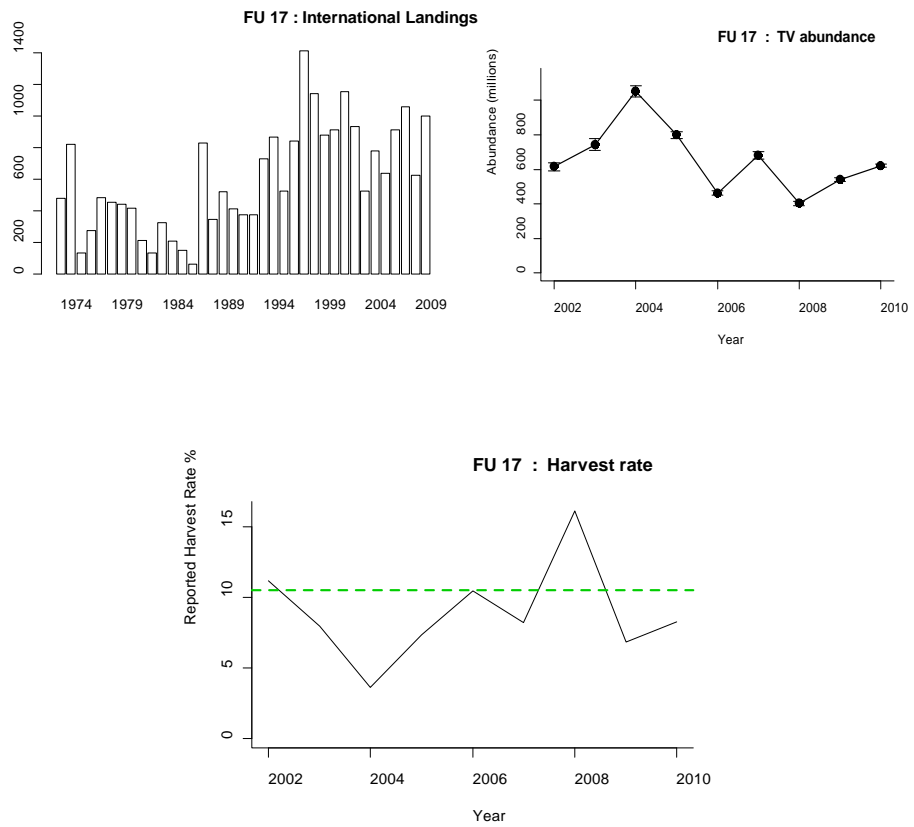 FU 17 : International Landings
1400
1000
600
200
0
1974 1979 1984 1989 1994 1999 2004 2009
FU 17 : TV abundance
Abundance (millions)
800
600
400
200
0
2002 2004 2006 2008 2010
Year
FU 17 : Harvest rate
Reported Harvest Rate %
15
10
5
0
2002 2004 2006 2008 2010
Year